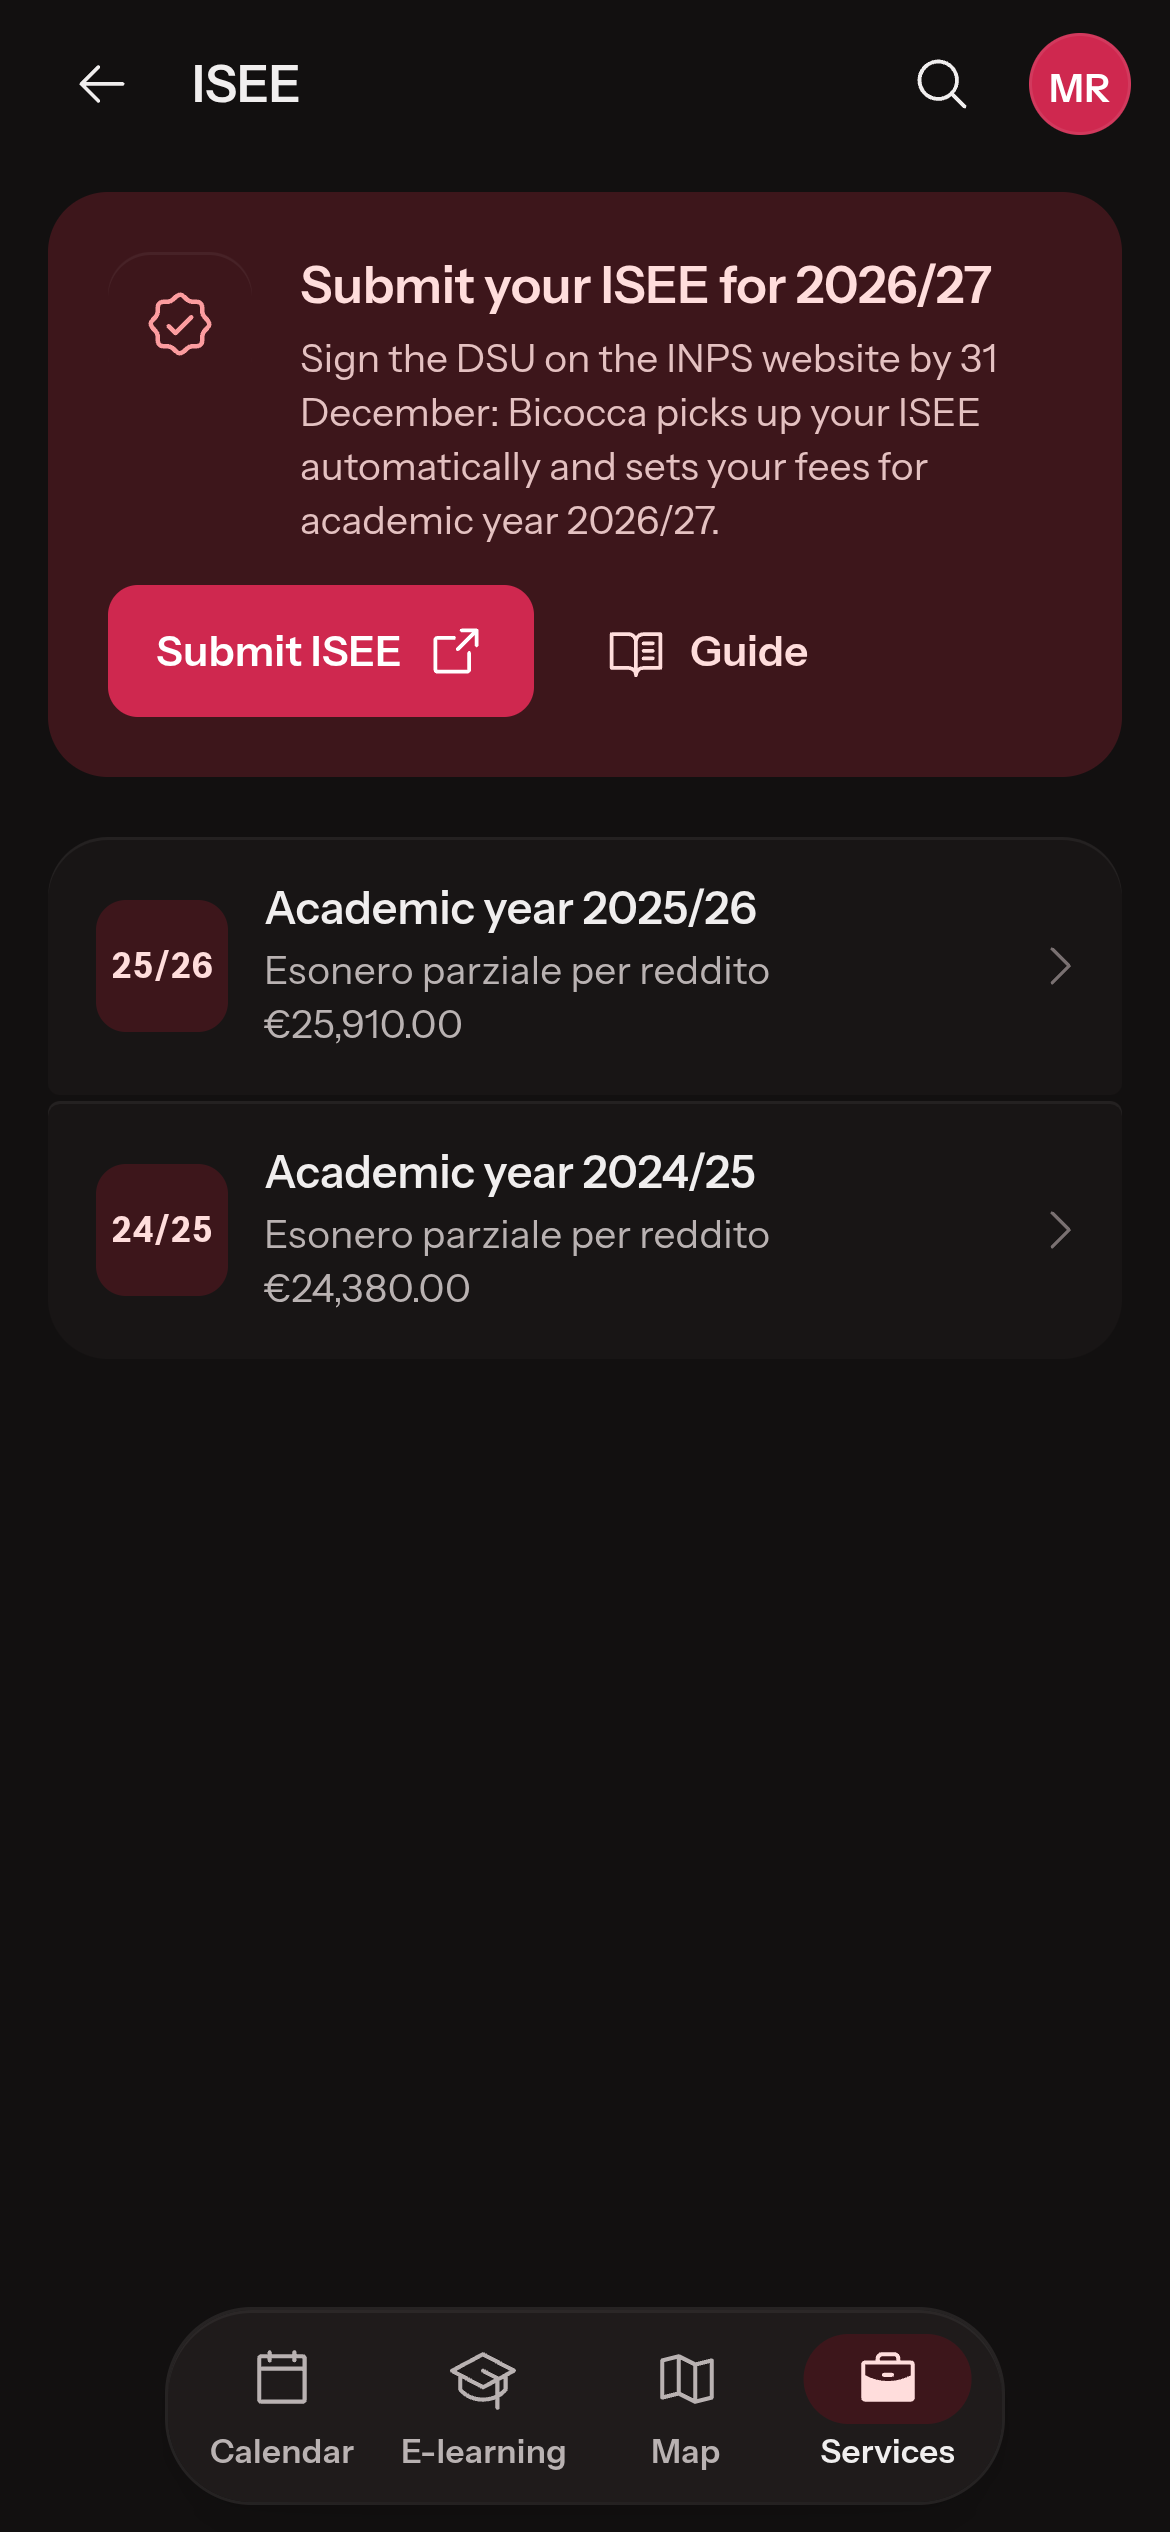 ISEE
MR
Submit your ISEE for 2026/27
Sign the DSU on the INPS website by 31
December: Bicocca picks up your ISEE
automatically and sets your fees for
academic year 2026/27.
Submit ISEE
Guide
25/26
Academic year 2025/26
Esonero parziale per reddito
€25,910.00
24/25
Academic year 2024/25
Esonero parziale per reddito
€24,380.00
Calendar
E-learning
Map
Services